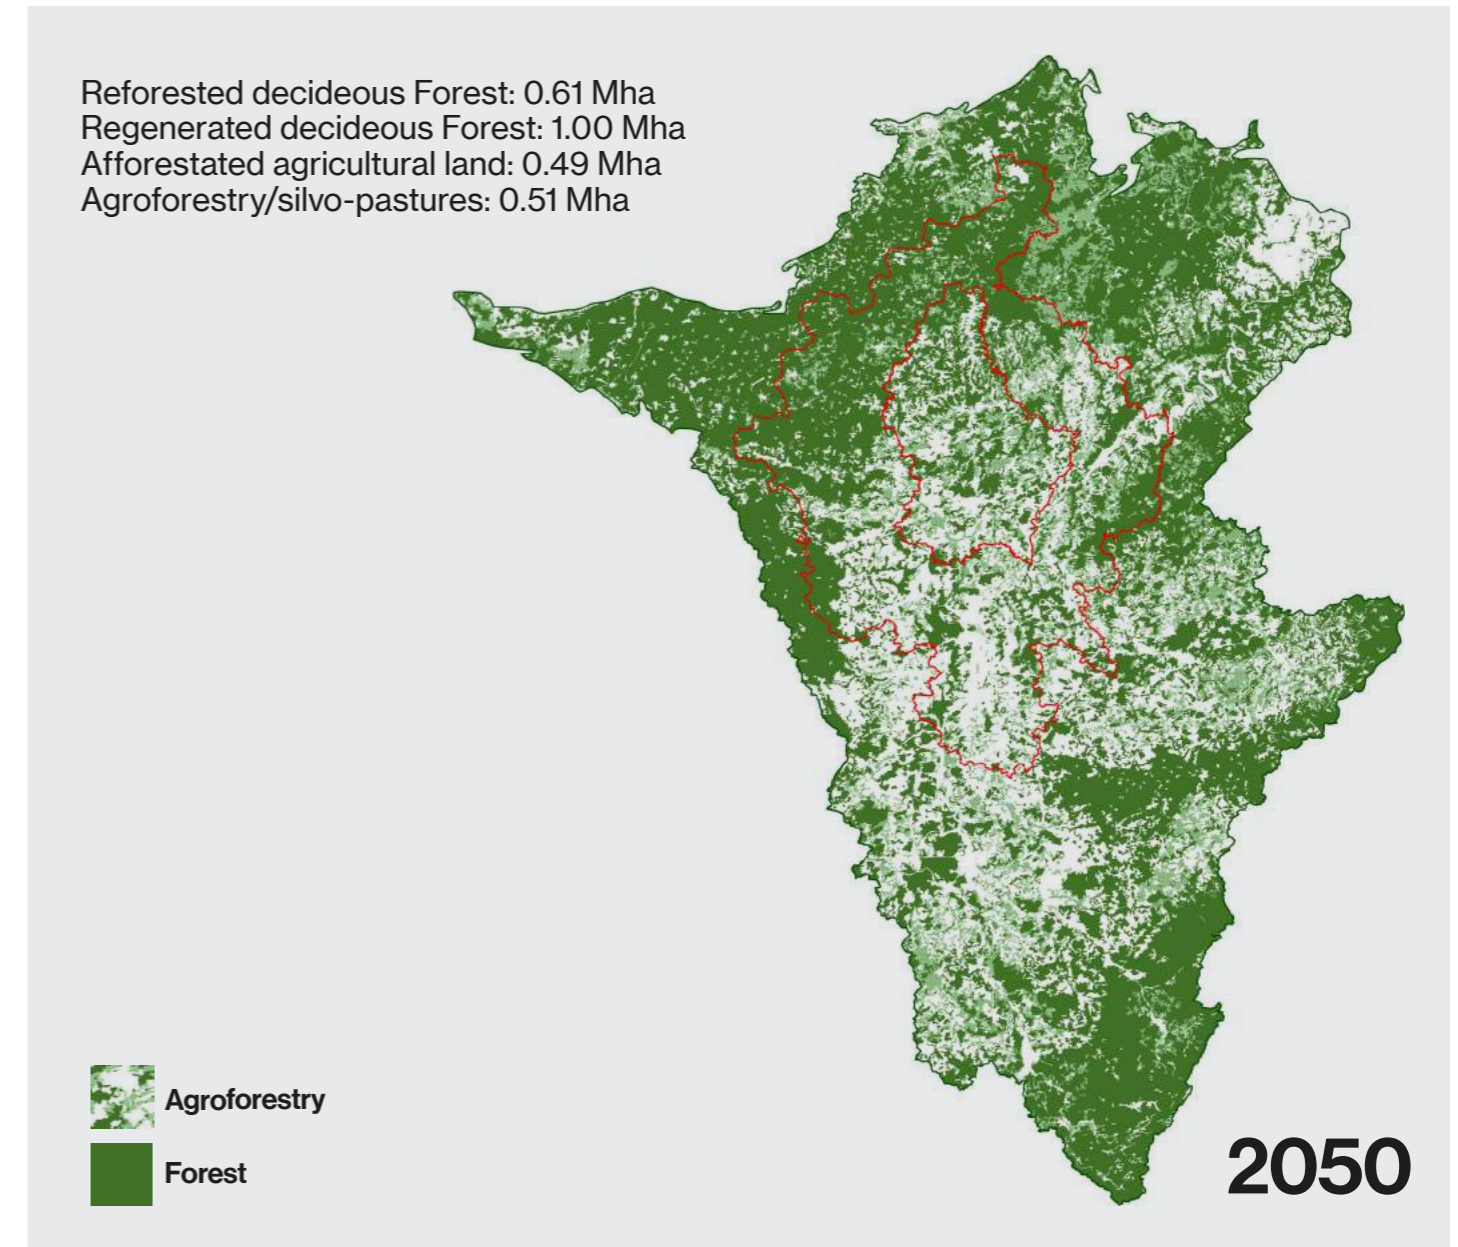 Reforested decideous Forest: 0.61 Mha
Regenerated decideous Forest: 1.00 Mha
Afforestated agricultural land: 0.49 Mha
Agroforestry/silvo-pastures: 0.51 Mha
Agroforestry
Forest
2050